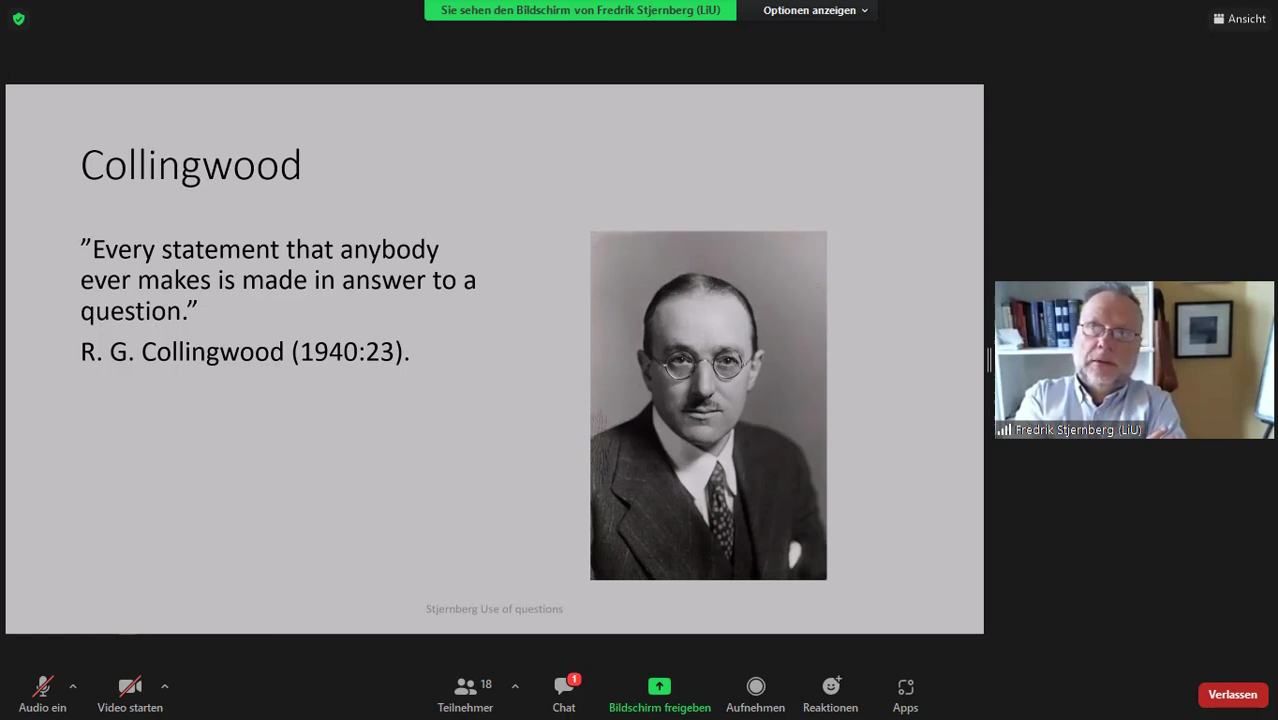 Sie sehen den Bildschirm von Fredrik Stjernberg (LiU)
Optionen anzeigen
Ansicht
Collingwood
”Every statement that anybody
ever makes is made in answer to a
question.”
R. G. Collingwood (1940:23).
Fredrik Stjernberg (LiU)
Stjernberg Use of questions
Audio ein
Video starten
18
Teilnehmer
1
Chat
Bildschirm freigeben
Aufnehmen
Reaktionen
Apps
Verlassen